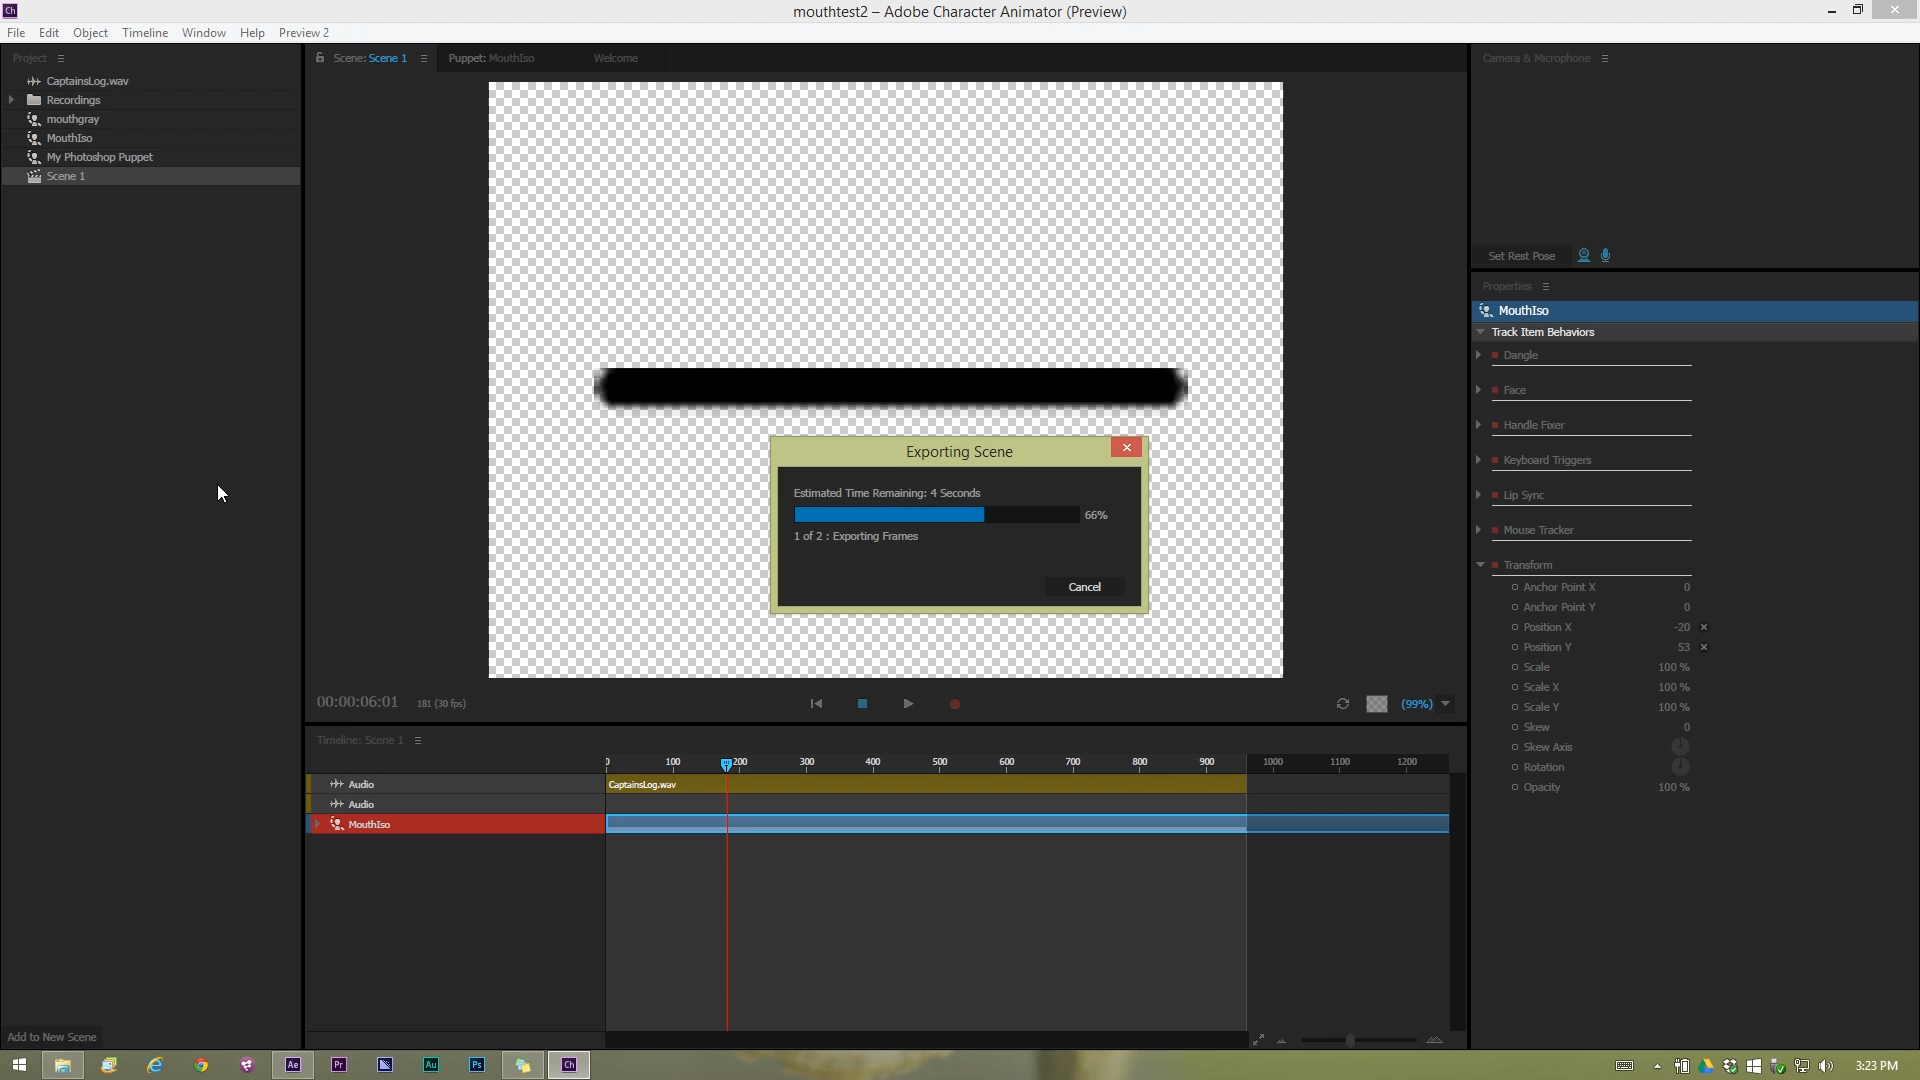 Ch
mouthtest2 – Adobe Character Animator (Preview)
File Edit Object Timeline Window Help Preview 2
Project
CaptainsLog.wav
Recordings
mouthgray
MouthIso
My Photoshop Puppet
Scene 1
Add to New Scene
Scene: Scene 1
Puppet: MouthIso
Welcome
Exporting Scene
Estimated Time Remaining: 4 Seconds
66%
1 of 2 : Exporting Frames
Cancel
00:00:06:01
181 (30 fps)
(99%)
Timeline: Scene 1
0 100 200 300 400 500 600 700 800 900 1000 1100 1200
Audio
CaptainsLog.wav
Audio
MouthIso
Camera & Microphone
Set Rest Pose
Properties
MouthIso
Track Item Behaviors
Dangle
Face
Handle Fixer
Keyboard Triggers
Lip Sync
Mouse Tracker
Transform
Anchor Point X 0
Anchor Point Y 0
Position X -20
Position Y 53
Scale 100 %
Scale X 100 %
Scale Y 100 %
Skew 0
Skew Axis
Rotation
Opacity 100 %
Ae Pr Au Ps Ch
3:23 PM